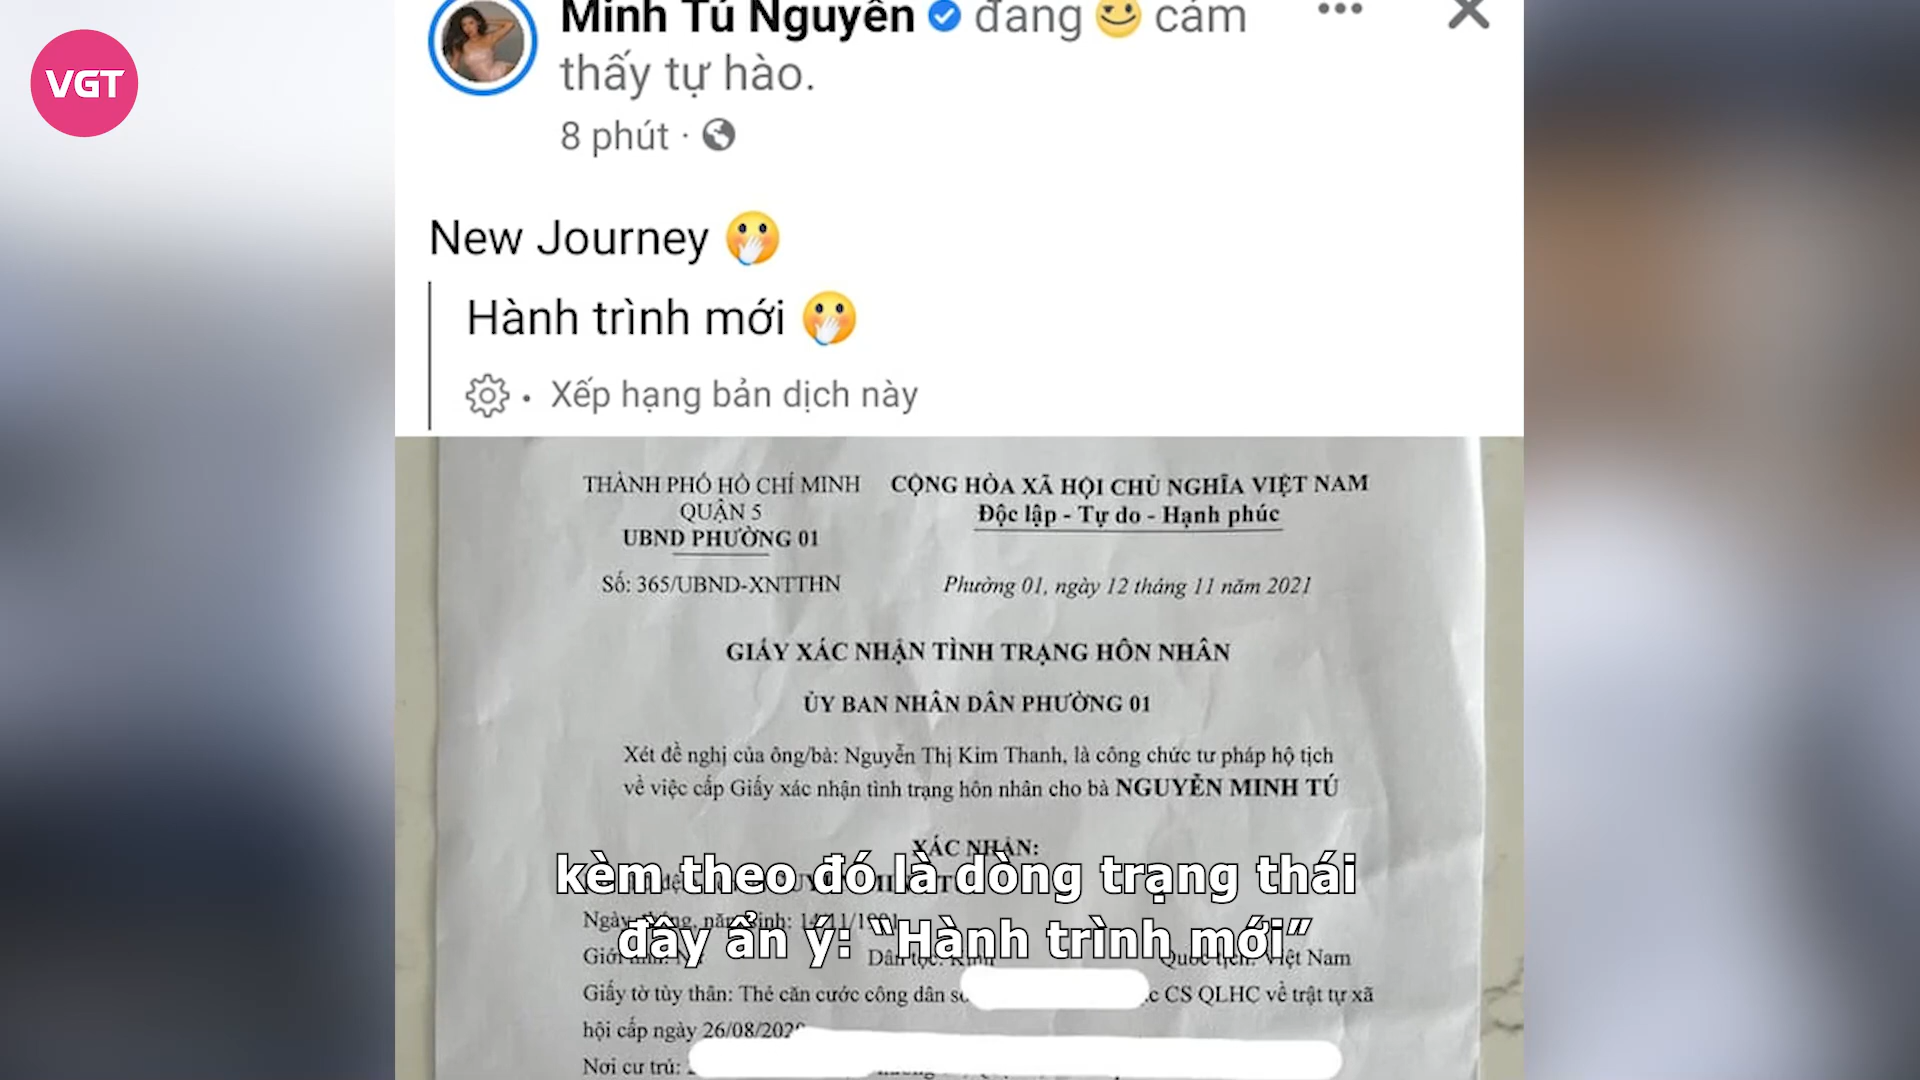 VGT
Minh Tú Nguyễn đang cảm
thấy tự hào.
8 phút ·
New Journey
Hành trình mới
Xếp hạng bản dịch này
THÀNH PHỐ HỒ CHÍ MINH
QUẬN 5
UBND PHƯỜNG 01
Số: 365/UBND-XNTTHN
CỘNG HÒA XÃ HỘI CHỦ NGHĨA VIỆT NAM
Độc lập - Tự do - Hạnh phúc
Phường 01, ngày 12 tháng 11 năm 2021
GIẤY XÁC NHẬN TÌNH TRẠNG HÔN NHÂN
ỦY BAN NHÂN DÂN PHƯỜNG 01
Xét đề nghị của ông/bà: Nguyễn Thị Kim Thanh, là công chức tư pháp hộ tịch
về việc cấp Giấy xác nhận tình trạng hôn nhân cho bà NGUYỄN MINH TÚ
XÁC NHẬN:
kèm theo đó là dòng trạng thái
đầy ẩn ý: “Hành trình mới”
Dân tộc: Kinh Quốc tịch: Việt Nam
Giấy tờ tùy thân: Thẻ căn cước công dân CS QLHC về trật tự xã
hội cấp ngày 26/08/2020
Nơi cư trú: